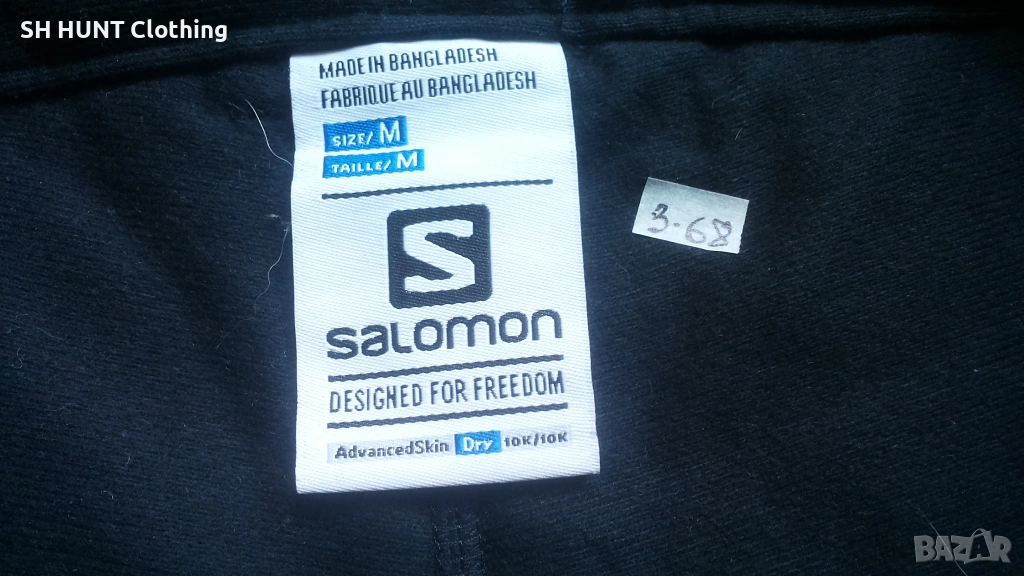 SH HUNT Clothing
MADE IN BANGLADESH
FABRIQUE AU BANGLADESH
SIZE/ M
TAILLE/ M
3-68
S
SALOMON
DESIGNED FOR FREEDOM
AdvancedSkin Dry 10K/10K
BAZAR